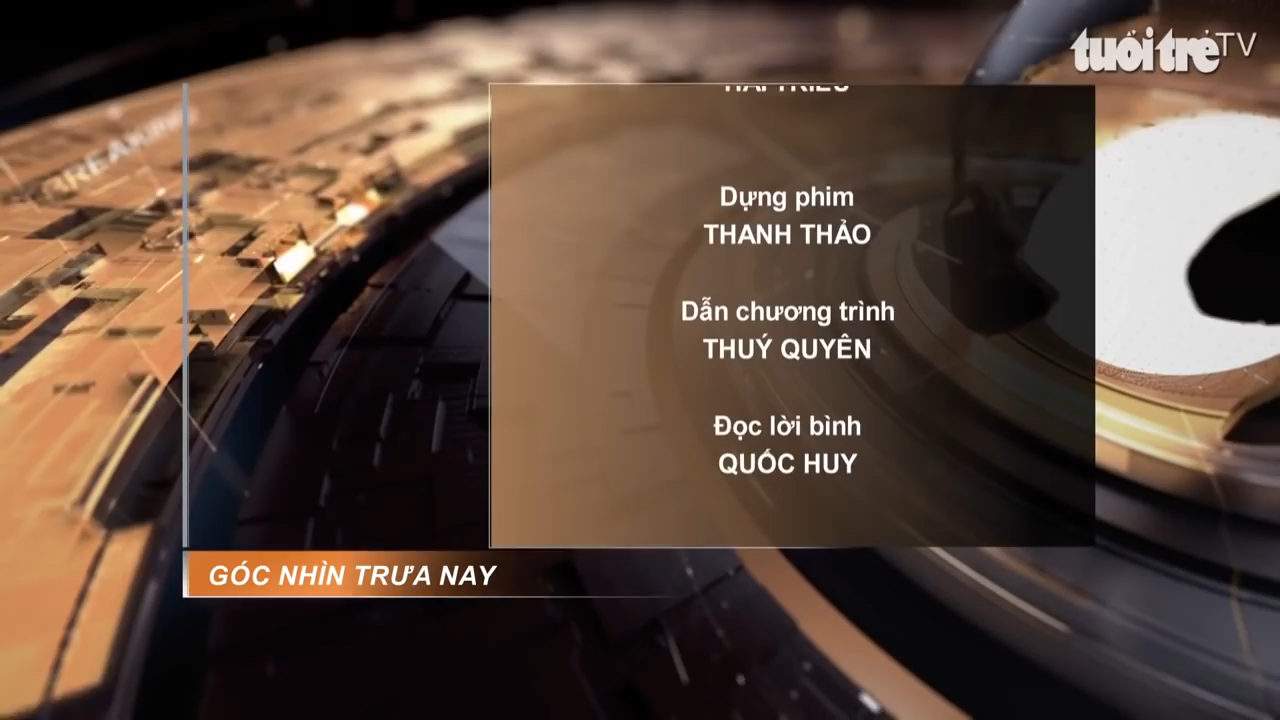 tuổi trẻ TV
Dựng phim
THANH THẢO
Dẫn chương trình
THUÝ QUYÊN
Đọc lời bình
QUỐC HUY
GÓC NHÌN TRƯA NAY